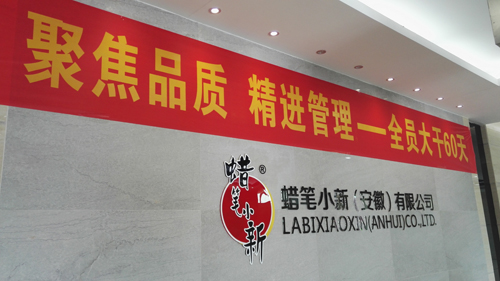 聚焦品质 精进管理——全员大干60天
蜡笔小新
®
蜡笔小新(安徽)有限公司
LABIXIAOXIN(ANHUI)CO.,LTD.